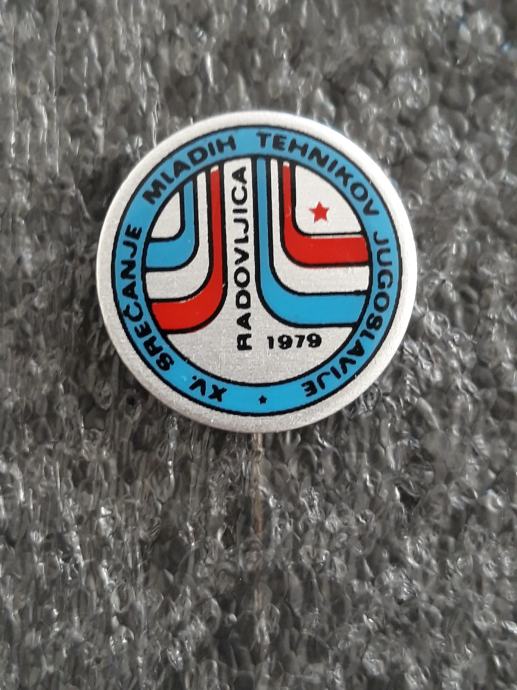 XV. SREČANJE MLADIH TEHNIKOV JUGOSLAVIJE
RADOVLJICA
1979